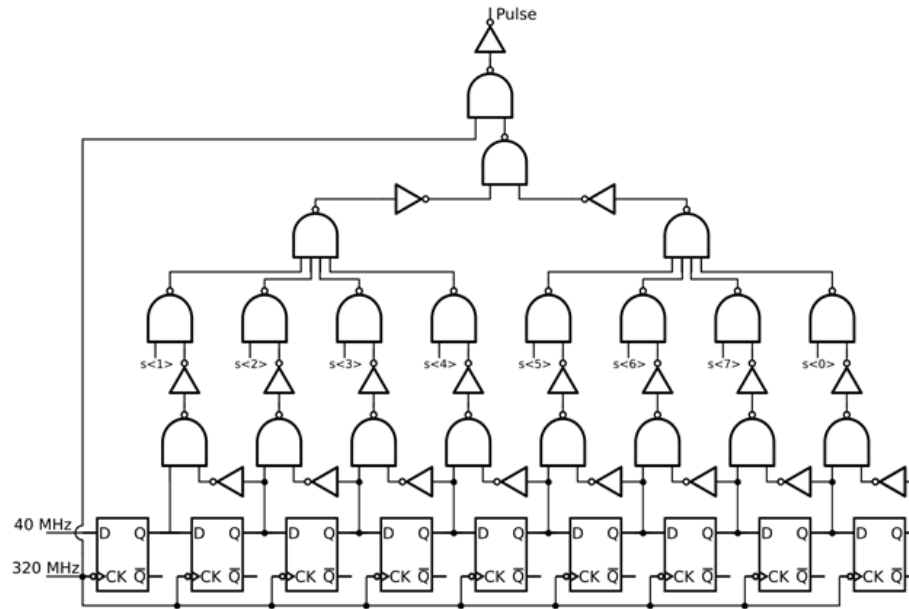 Pulse
s<1> s<2> s<3> s<4> s<5> s<6> s<7> s<0>
40 MHz D Q D Q D Q D Q D Q D Q D Q D Q D
320 MHz CK Q̅ CK Q̅ CK Q̅ CK Q̅ CK Q̅ CK Q̅ CK Q̅ CK Q̅ CK